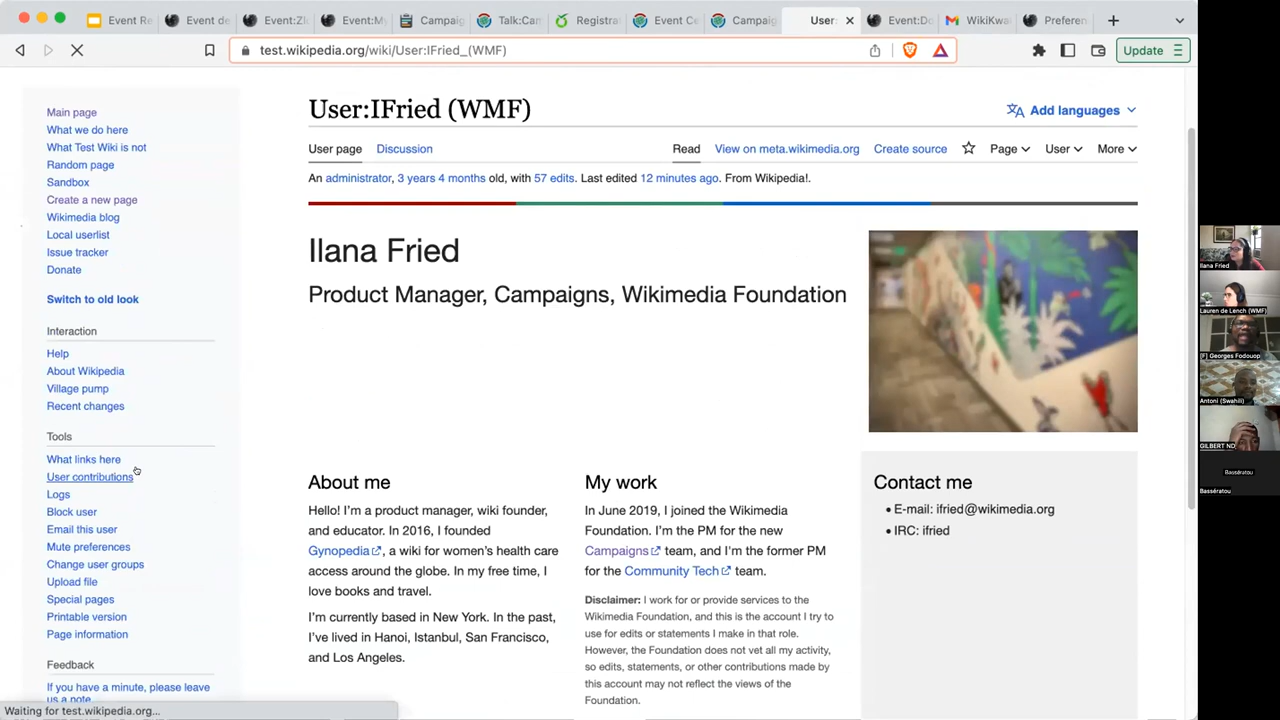 Event Re
Event de
Event:Zl
Event:My
Campaig
Talk:Can
Registra
Event Ce
Campaig
User:
Event:Do
WikiKwa
Preferen
test.wikipedia.org/wiki/User:IFried_(WMF)
Update
Main page
What we do here
What Test Wiki is not
Random page
Sandbox
Create a new page
Wikimedia blog
Local userlist
Issue tracker
Donate
Switch to old look
Interaction
Help
About Wikipedia
Village pump
Recent changes
Tools
What links here
User contributions
Logs
Block user
Email this user
Mute preferences
Change user groups
Upload file
Special pages
Printable version
Page information
Feedback
If you have a minute, please leave
us a note
Waiting for test.wikipedia.org...
User:IFried (WMF)
Add languages
User page
Discussion
Read
View on meta.wikimedia.org
Create source
Page
User
More
An administrator, 3 years 4 months old, with 57 edits. Last edited 12 minutes ago. From Wikipedia!.
Ilana Fried
Product Manager, Campaigns, Wikimedia Foundation
About me
Hello! I'm a product manager, wiki founder,
and educator. In 2016, I founded
Gynopedia, a wiki for women's health care
access around the globe. In my free time, I
love books and travel.
I'm currently based in New York. In the past,
I've lived in Hanoi, Istanbul, San Francisco,
and Los Angeles.
My work
In June 2019, I joined the Wikimedia
Foundation. I'm the PM for the new
Campaigns team, and I'm the former PM
for the Community Tech team.
Disclaimer: I work for or provide services to the
Wikimedia Foundation, and this is the account I try to
use for edits or statements I make in that role.
However, the Foundation does not vet all my activity,
so edits, statements, or other contributions made by
this account may not reflect the views of the
Foundation.
Contact me
• E-mail: ifried@wikimedia.org
• IRC: ifried
Ilana Fried
Lauren de Lench (WMF)
[F] Georges Fodouop
Antoni (Swahili)
GILBERT ND
Bassératou
Bassératou